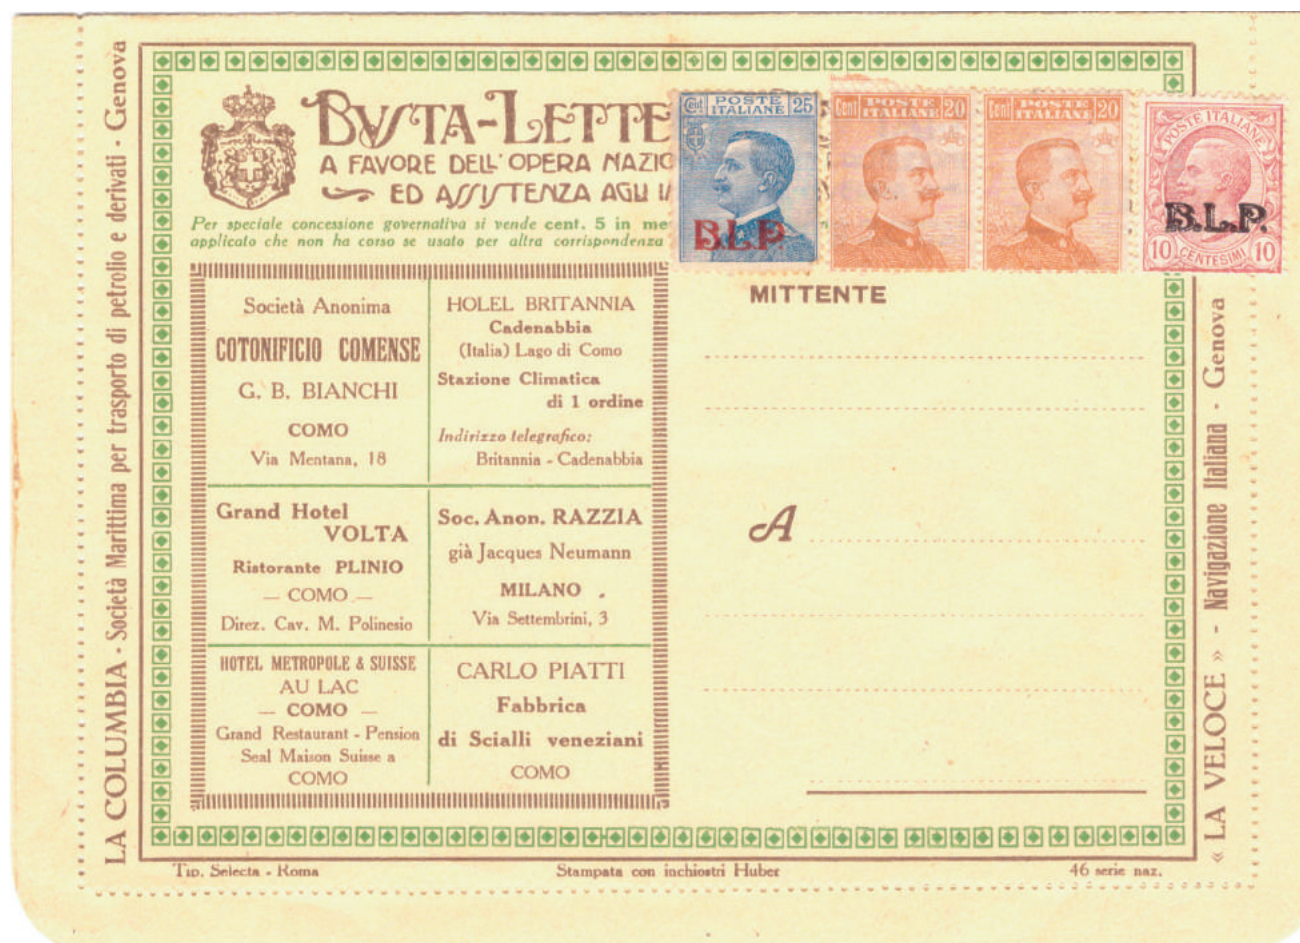 BUSTA-LETTE
A FAVORE DELL'OPERA NAZIO
ED ASSISTENZA AGLI I
Per speciale concessione governativa si vende cent. 5 in me
applicato che non ha corso se usato per altra corrispondenza
Cent POSTE ITALIANE 25
B.L.P.
Cent POSTE ITALIANE 20
Cent POSTE ITALIANE 20
POSTE ITALIANE
B.L.P.
10 CENTESIMI 10
Società Anonima
COTONIFICIO COMENSE
G. B. BIANCHI
COMO
Via Mentana, 18
HOLEL BRITANNIA
Cadenabbia
(Italia) Lago di Como
Stazione Climatica
di 1 ordine
Indirizzo telegrafico:
Britannia - Cadenabbia
Grand Hotel
VOLTA
Ristorante PLINIO
— COMO —
Direz. Cav. M. Polinesio
Soc. Anon. RAZZIA
già Jacques Neumann
MILANO
Via Settembrini, 3
HOTEL METROPOLE & SUISSE
AU LAC
— COMO —
Grand Restaurant - Pension
Seal Maison Suisse a
COMO
CARLO PIATTI
Fabbrica
di Scialli veneziani
COMO
MITTENTE
A
LA COLUMBIA - Società Marittima per trasporto di petrolio e derivati - Genova
« LA VELOCE » - Navigazione Italiana - Genova
Tip. Selecta - Roma
Stampata con inchiostri Huber
46 serie naz.